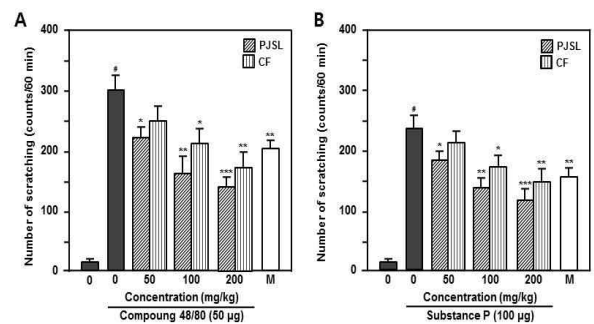 A
400
300
200
100
0
Number of scratching (counts/60 min)
PJSL
CF
#
*
**
*
***
**
**
0
0
50
100
200
M
Concentration (mg/kg)
Compoung 48/80 (50 µg)
B
400
300
200
100
0
Number of scratching (counts/60 min)
PJSL
CF
#
*
**
*
***
**
**
0
0
50
100
200
M
Concentration (mg/kg)
Substance P (100 µg)